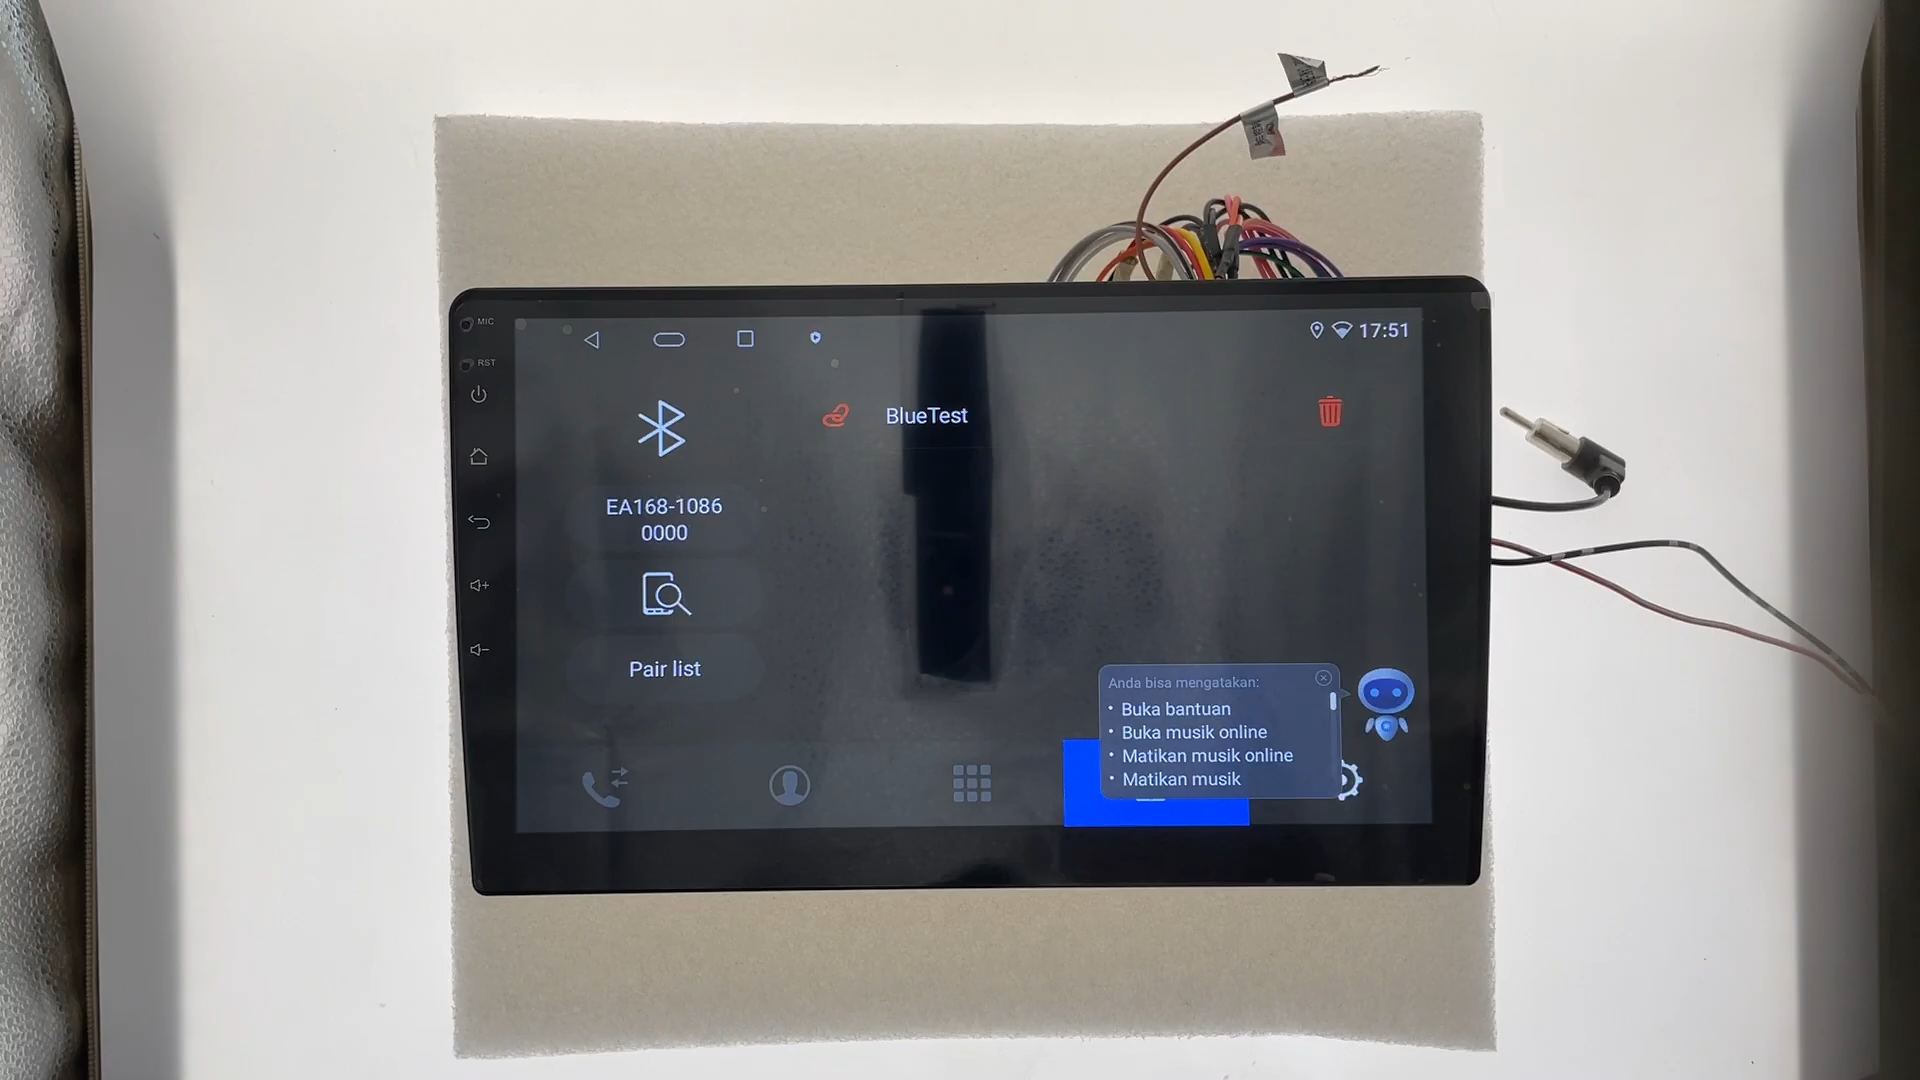 MIC
17:51
RST
BlueTest
EA168-1086
0000
Pair list
Anda bisa mengatakan:
• Buka bantuan
• Buka musik online
• Matikan musik online
• Matikan musik